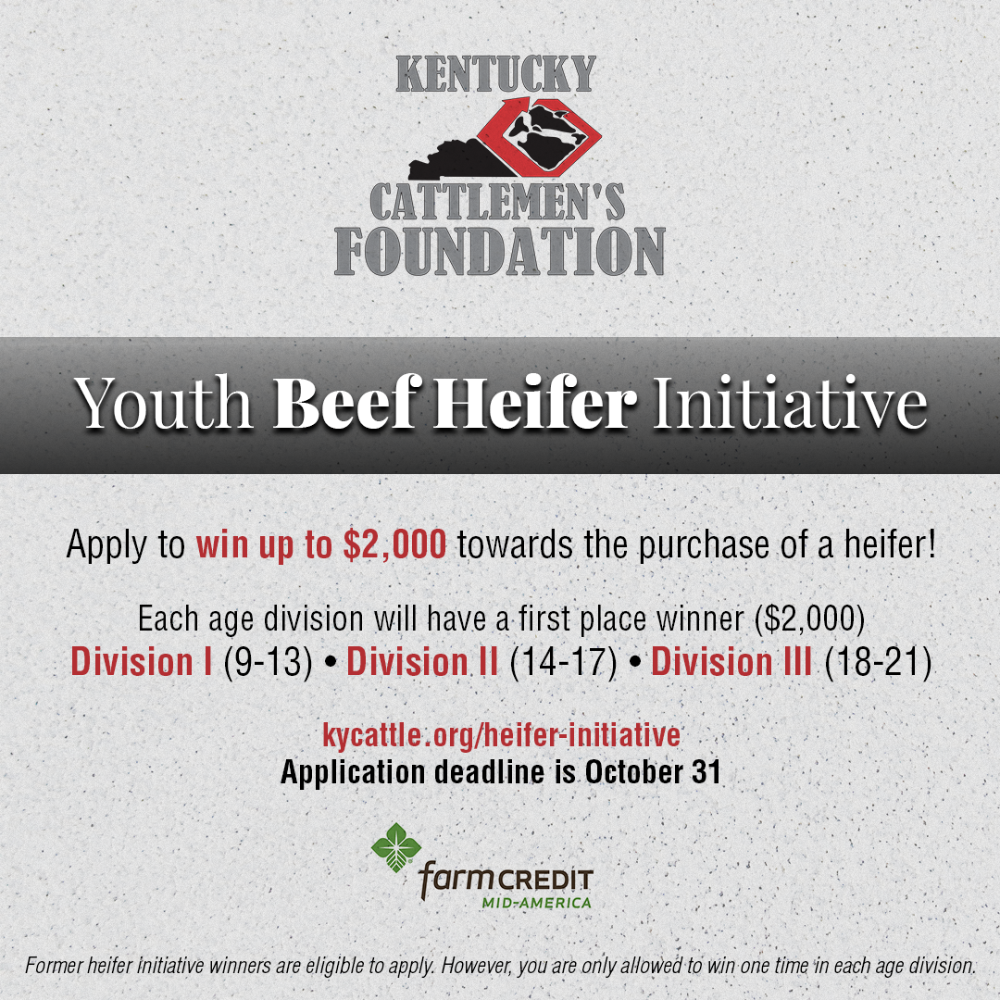 KENTUCKY
CATTLEMEN'S
FOUNDATION
Youth Beef Heifer Initiative
Apply to win up to $2,000 towards the purchase of a heifer!
Each age division will have a first place winner ($2,000)
Division I (9-13) • Division II (14-17) • Division III (18-21)
kycattle.org/heifer-initiative
Application deadline is October 31
farm CREDIT
MID-AMERICA
Former heifer initiative winners are eligible to apply. However, you are only allowed to win one time in each age division.